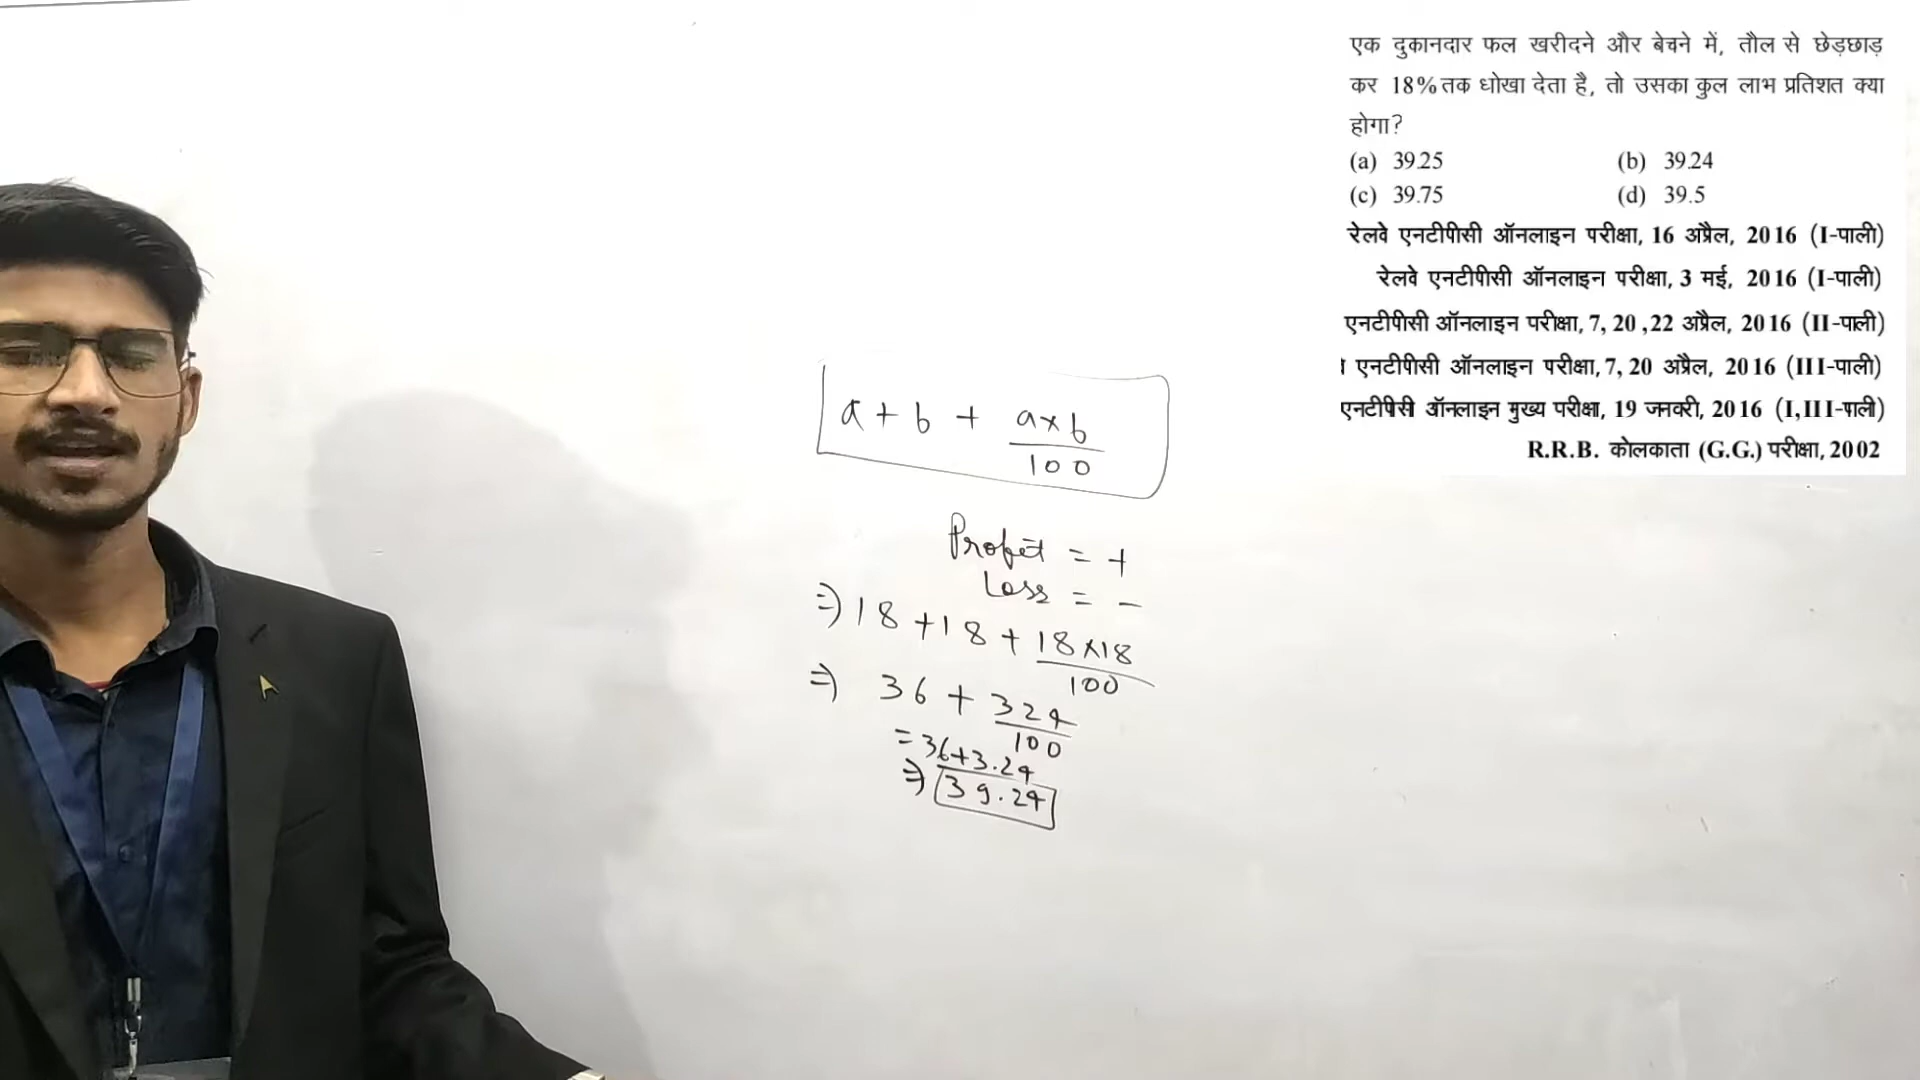 एक दुकानदार फल खरीदने और बेचने में, तौल से छेड़छाड़
कर 18% तक धोखा देता है, तो उसका कुल लाभ प्रतिशत क्या
होगा?
(a) 39.25 (b) 39.24
(c) 39.75 (d) 39.5
रेलवे एनटीपीसी ऑनलाइन परीक्षा, 16 अप्रैल, 2016 (I-पाली)
रेलवे एनटीपीसी ऑनलाइन परीक्षा, 3 मई, 2016 (I-पाली)
एनटीपीसी ऑनलाइन परीक्षा, 7, 20 ,22 अप्रैल, 2016 (II-पाली)
एनटीपीसी ऑनलाइन परीक्षा, 7, 20 अप्रैल, 2016 (III-पाली)
एनटीपीसी ऑनलाइन मुख्य परीक्षा, 19 जनवरी, 2016 (I,III-पाली)
R.R.B. कोलकाता (G.G.) परीक्षा, 2002
a + b + a×b/100
Profit = +
Loss = -
⇒ 18 + 18 + 18×18/100
⇒ 36 + 324/100
= 36+3.24
⇒ 39.24